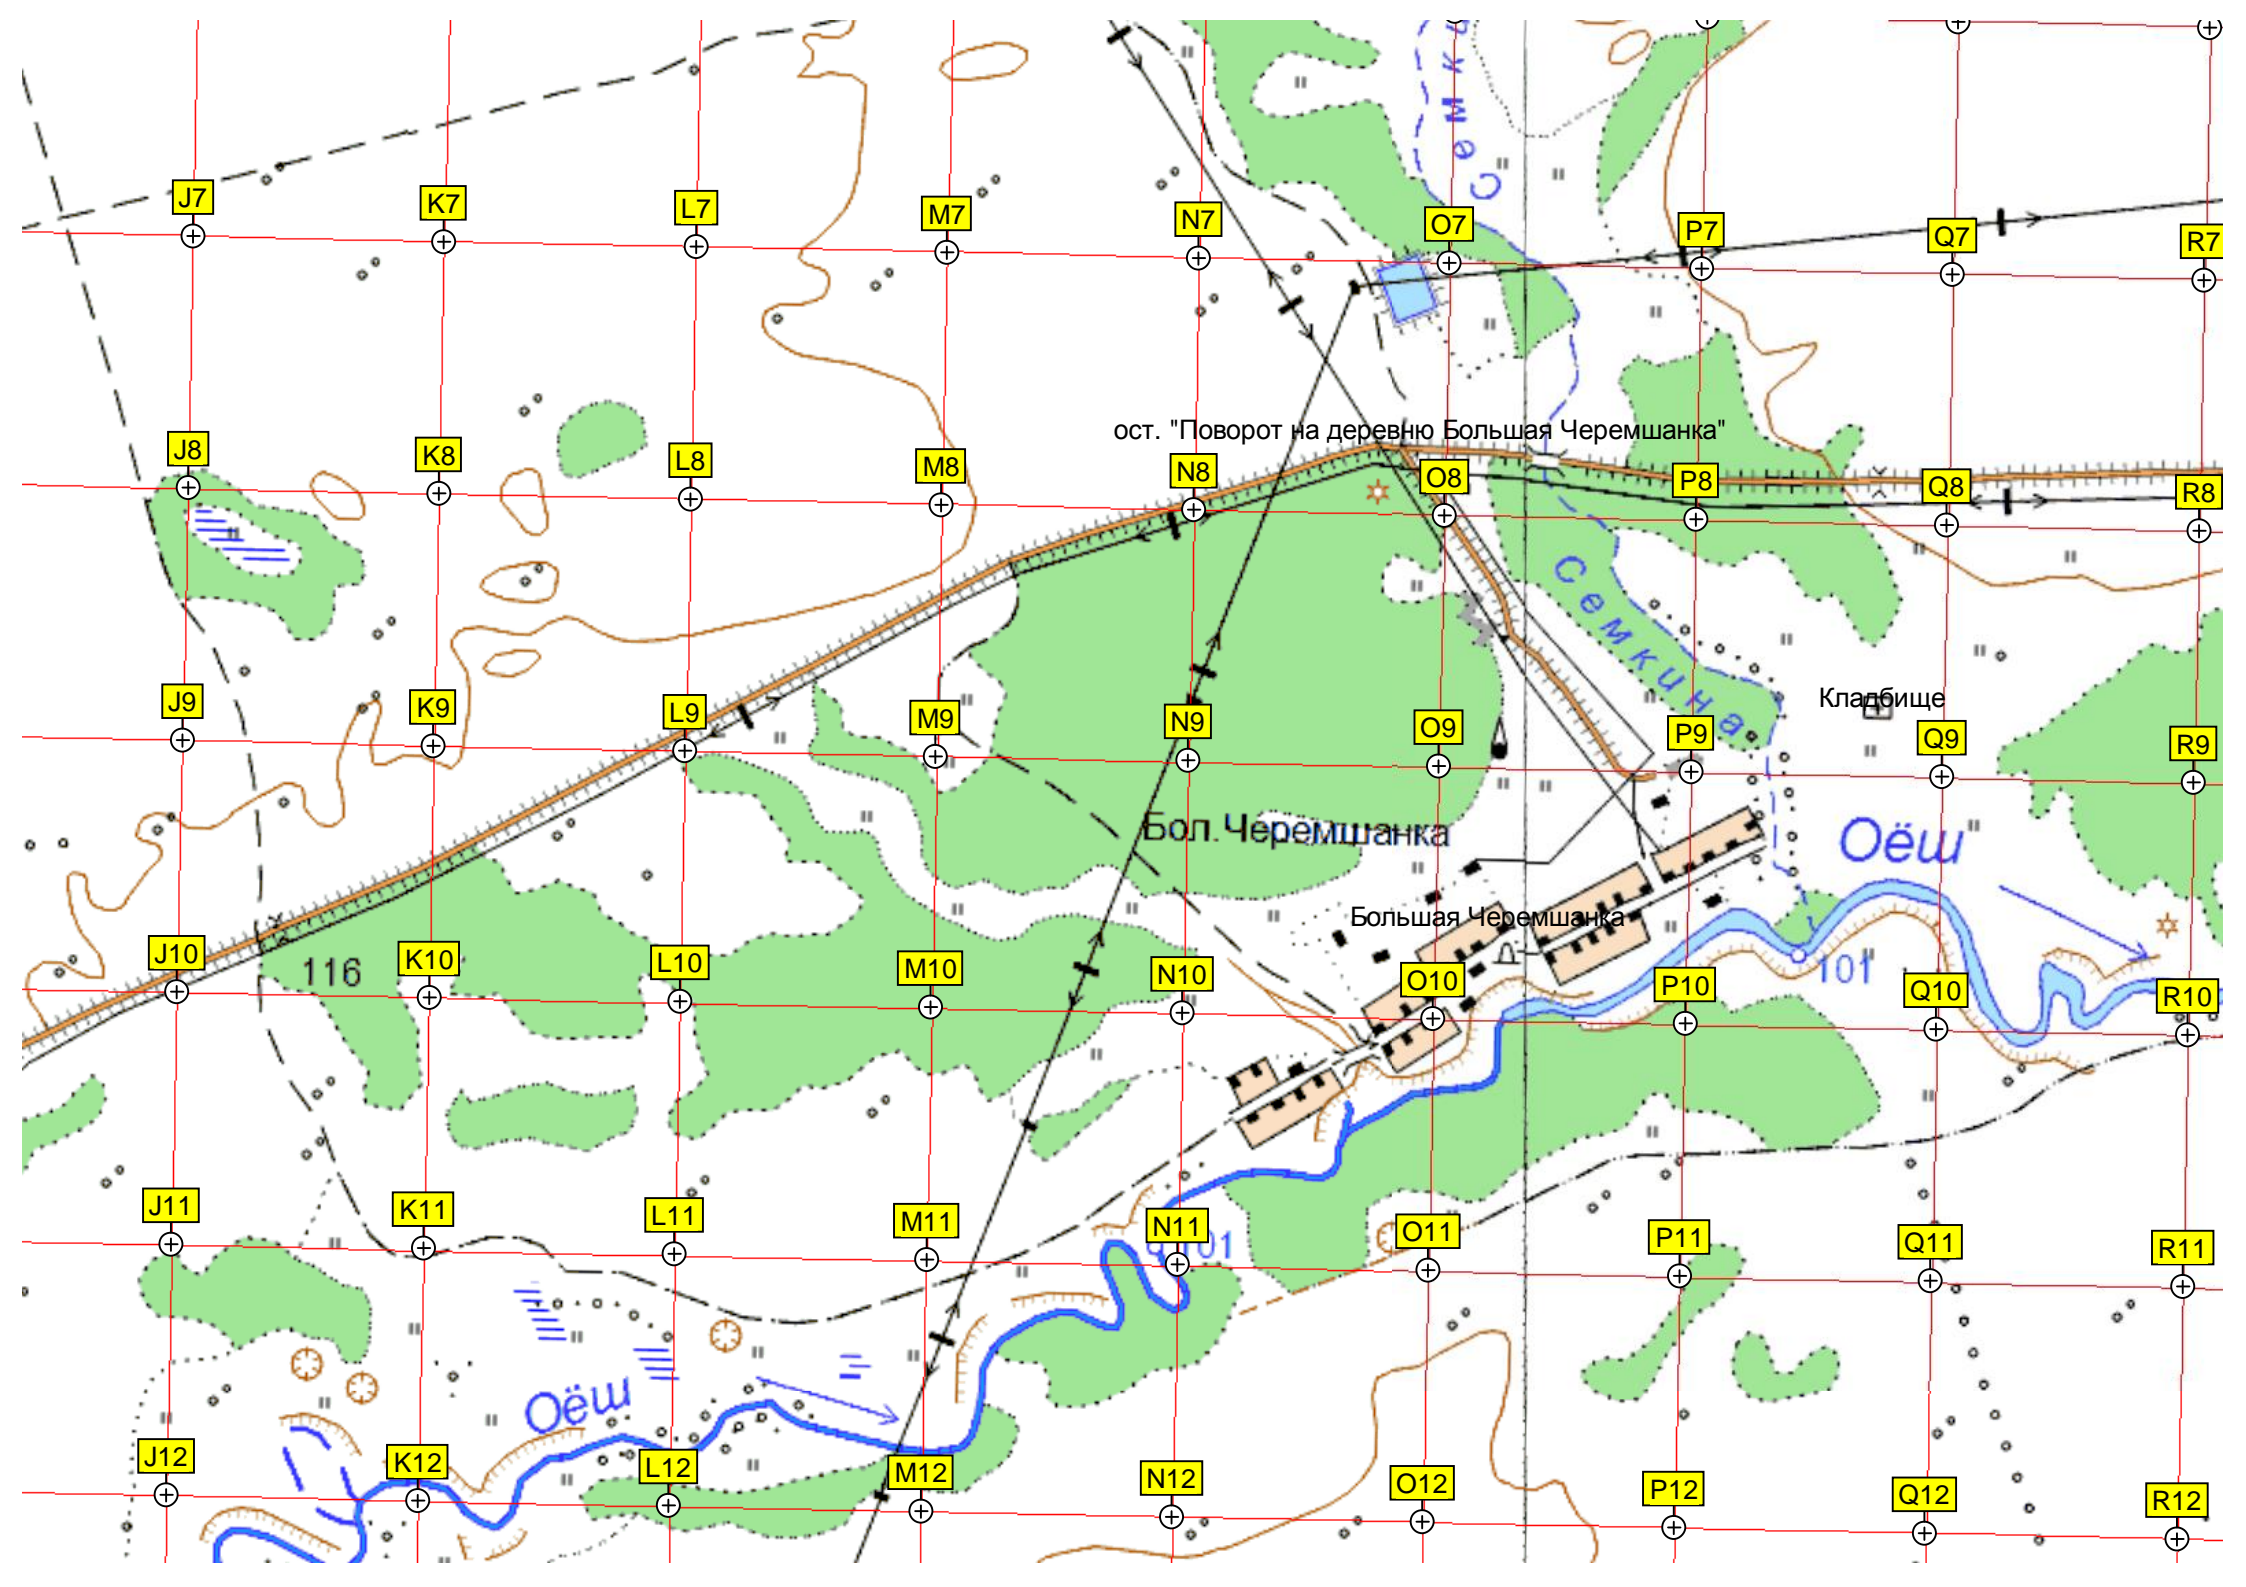 Семки
J7 K7 L7 M7 N7 O7 P7 Q7 R7
ост. "Поворот на деревню Большая Черемшанка"
J8 K8 L8 M8 N8 O8 P8 Q8 R8
Семкина
Кладбище
J9 K9 L9 M9 N9 O9 P9 Q9 R9
Бол. Черемшанка
Оёш
Большая Черемшанка
116
101
J10 K10 L10 M10 N10 O10 P10 Q10 R10
J11 K11 L11 M11 N11 O11 P11 Q11 R11
101
Оёш
J12 K12 L12 M12 N12 O12 P12 Q12 R12